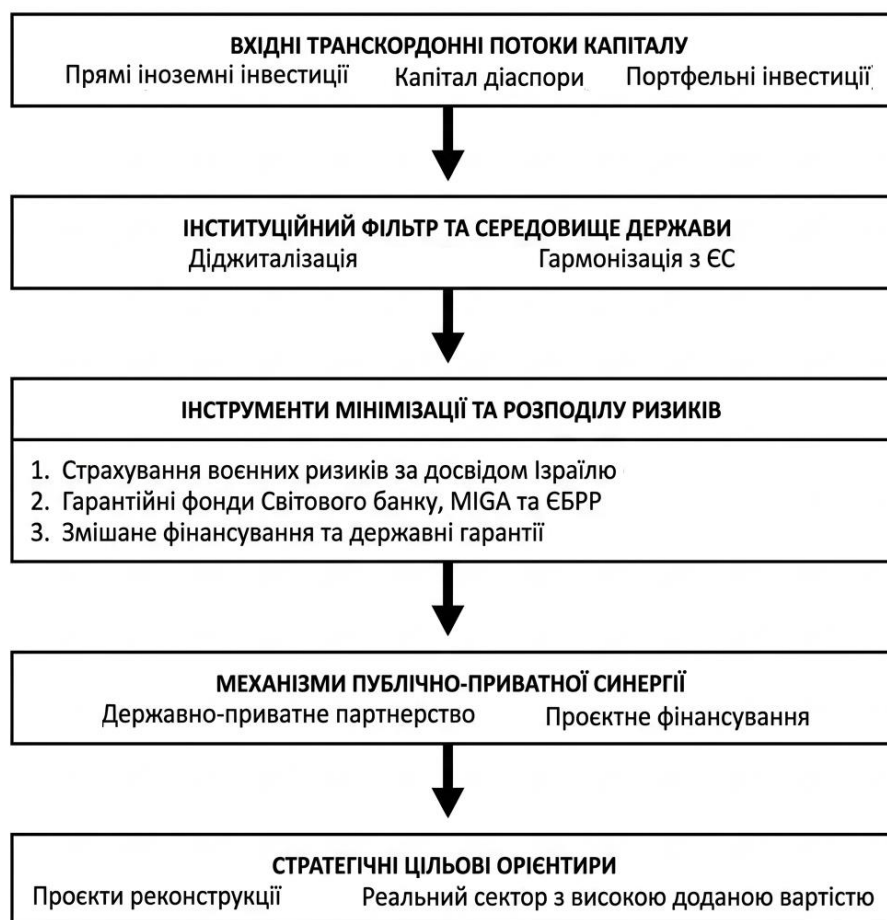 ВХІДНІ ТРАНСКОРДОННІ ПОТОКИ КАПІТАЛУ
Прямі іноземні інвестиції Капітал діаспори Портфельні інвестиції
ІНСТИТУЦІЙНИЙ ФІЛЬТР ТА СЕРЕДОВИЩЕ ДЕРЖАВИ
Діджиталізація Гармонізація з ЄС
ІНСТРУМЕНТИ МІНІМІЗАЦІЇ ТА РОЗПОДІЛУ РИЗИКІВ
1. Страхування воєнних ризиків за досвідом Ізраїлю
2. Гарантійні фонди Світового банку, MIGA та ЄБРР
3. Змішане фінансування та державні гарантії
МЕХАНІЗМИ ПУБЛІЧНО-ПРИВАТНОЇ СИНЕРГІЇ
Державно-приватне партнерство Проєктне фінансування
СТРАТЕГІЧНІ ЦІЛЬОВІ ОРІЄНТИРИ
Проєкти реконструкції Реальний сектор з високою доданою вартістю